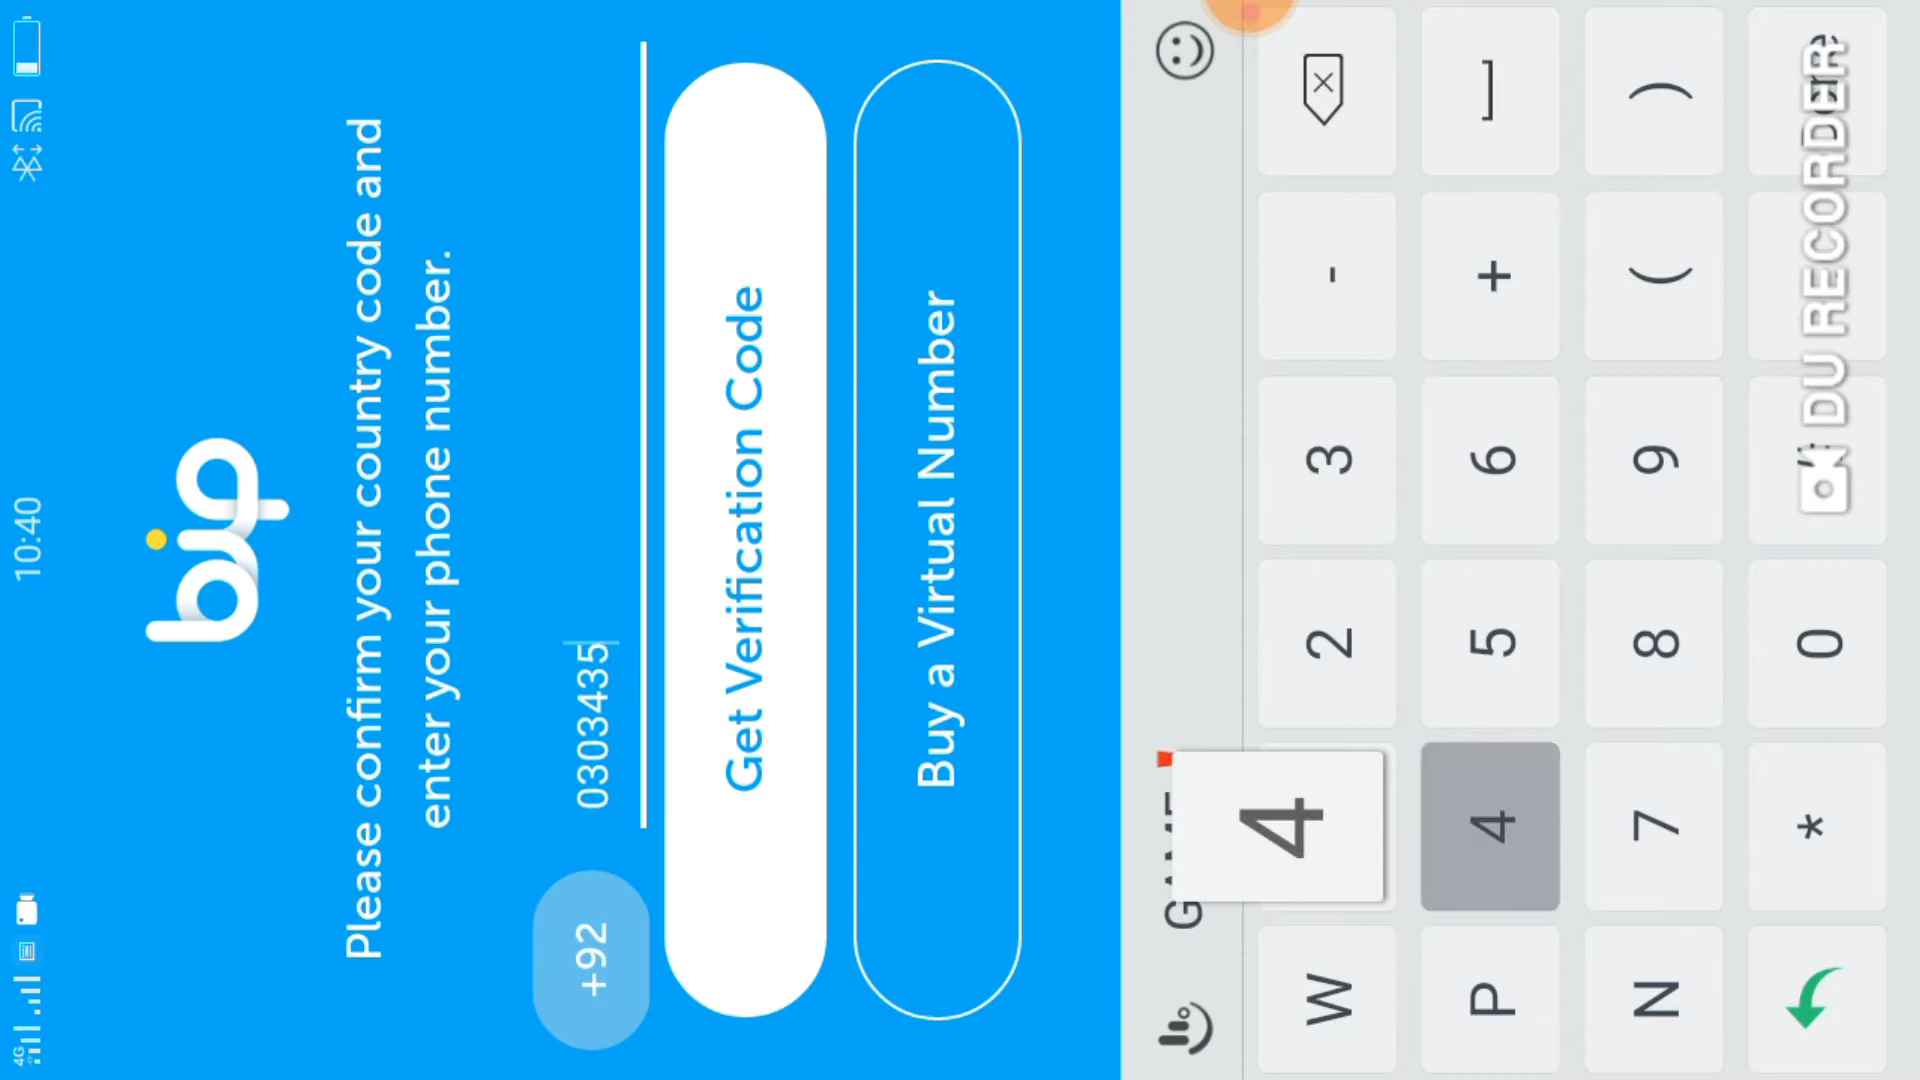 4G
10:40
bip
Please confirm your country code and
enter your phone number.
+92 0303435
Get Verification Code
Buy a Virtual Number
4
W 2 3 -
P 4 5 6 + ]
N 7 8 9 ( )
* 0
DU RECORDER